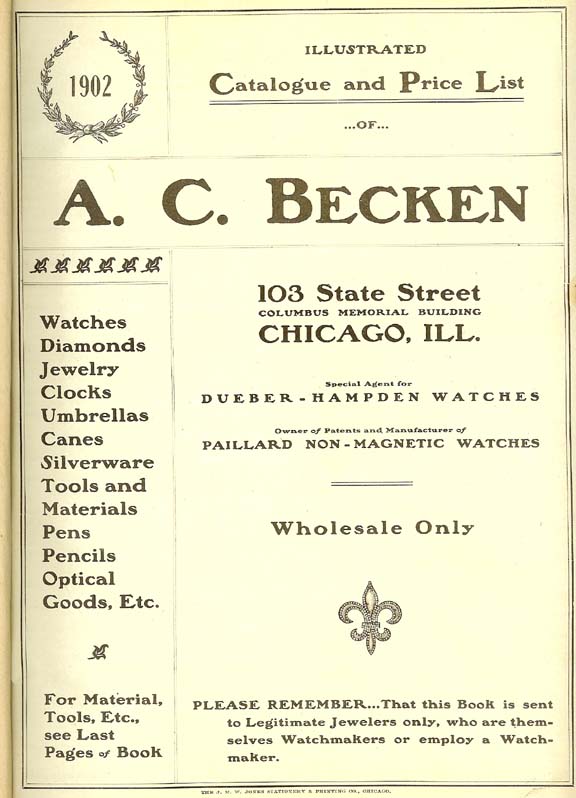 1902
ILLUSTRATED
Catalogue and Price List
...OF...
A. C. BECKEN
Watches
Diamonds
Jewelry
Clocks
Umbrellas
Canes
Silverware
Tools and
Materials
Pens
Pencils
Optical
Goods, Etc.
For Material,
Tools, Etc.,
see Last
Pages of Book
103 State Street
COLUMBUS MEMORIAL BUILDING
CHICAGO, ILL.
Special Agent for
DUEBER-HAMPDEN WATCHES
Owner of Patents and Manufacturer of
PAILLARD NON-MAGNETIC WATCHES
Wholesale Only
PLEASE REMEMBER...That this Book is sent
to Legitimate Jewelers only, who are them-
selves Watchmakers or employ a Watch-
maker.
THE J. M. W. JONES STATIONERY & PRINTING CO., CHICAGO.